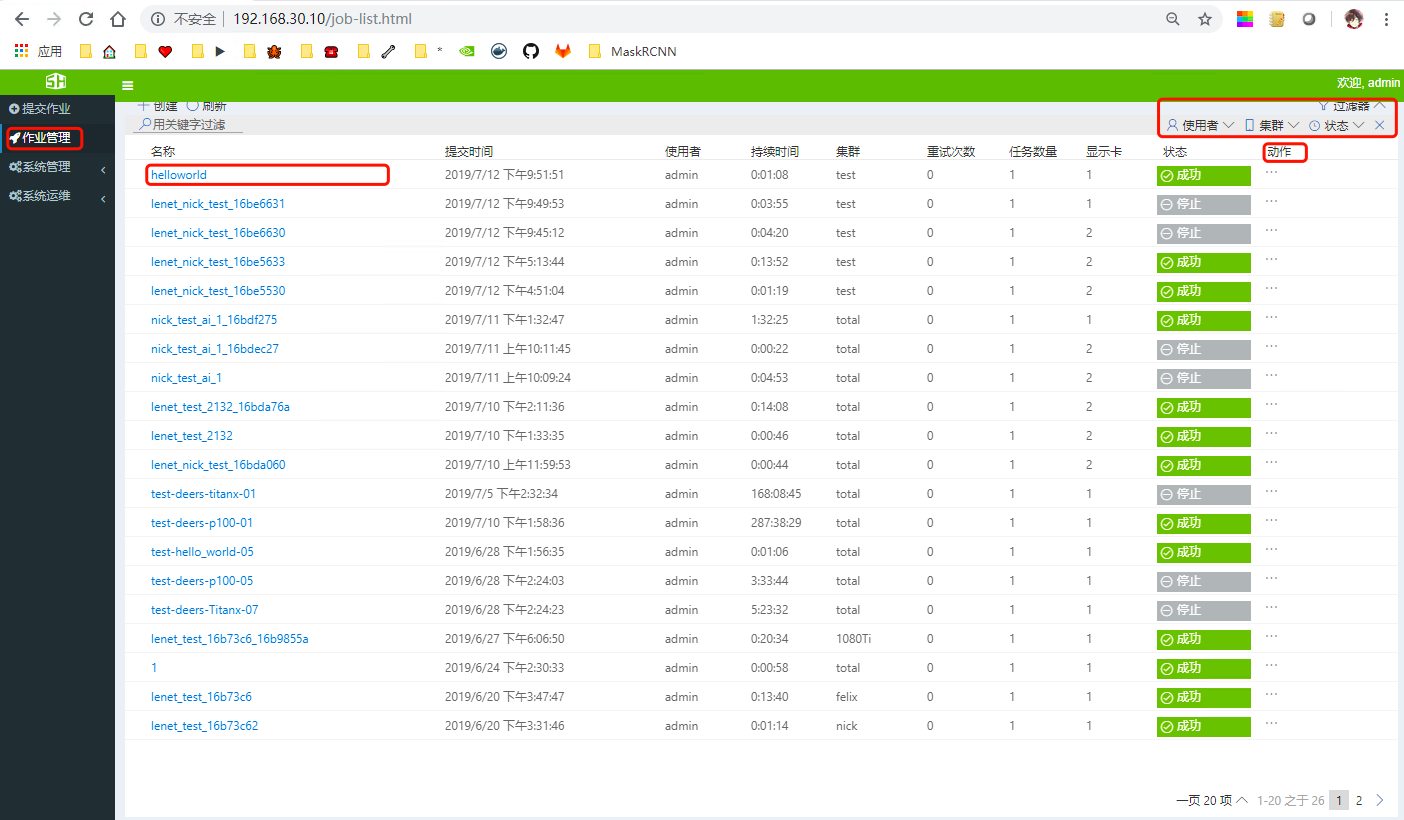 不安全 192.168.30.10/job-list.html
应用 * MaskRCNN
SH 欢迎, admin
提交作业
作业管理
系统管理
系统运维
创建 刷新 过滤器
用关键字过滤 使用者 集群 状态
名称 提交时间 使用者 持续时间 集群 重试次数 任务数量 显示卡 状态 动作
helloworld 2019/7/12 下午9:51:51 admin 0:01:08 test 0 1 1 成功 ...
lenet_nick_test_16be6631 2019/7/12 下午9:49:53 admin 0:03:55 test 0 1 1 停止 ...
lenet_nick_test_16be6630 2019/7/12 下午9:45:12 admin 0:04:20 test 0 1 2 停止 ...
lenet_nick_test_16be5633 2019/7/12 下午5:13:44 admin 0:13:52 test 0 1 2 成功 ...
lenet_nick_test_16be5530 2019/7/12 下午4:51:04 admin 0:01:19 test 0 1 2 成功 ...
nick_test_ai_1_16bdf275 2019/7/11 下午1:32:47 admin 1:32:25 total 0 1 1 成功 ...
nick_test_ai_1_16bdec27 2019/7/11 上午10:11:45 admin 0:00:22 total 0 1 2 停止 ...
nick_test_ai_1 2019/7/11 上午10:09:24 admin 0:04:53 total 0 1 2 停止 ...
lenet_test_2132_16bda76a 2019/7/10 下午2:11:36 admin 0:14:08 total 0 1 2 成功 ...
lenet_test_2132 2019/7/10 下午1:33:35 admin 0:00:46 total 0 1 2 成功 ...
lenet_nick_test_16bda060 2019/7/10 上午11:59:53 admin 0:00:44 total 0 1 2 成功 ...
test-deers-titanx-01 2019/7/5 下午2:32:34 admin 168:08:45 total 0 1 1 停止 ...
test-deers-p100-01 2019/7/10 下午1:58:36 admin 287:38:29 total 0 1 1 成功 ...
test-hello_world-05 2019/6/28 下午1:56:35 admin 0:01:06 total 0 1 1 成功 ...
test-deers-p100-05 2019/6/28 下午2:24:03 admin 3:33:44 total 0 1 1 停止 ...
test-deers-Titanx-07 2019/6/28 下午2:24:23 admin 5:23:32 total 0 1 1 停止 ...
lenet_test_16b73c6_16b9855a 2019/6/27 下午6:06:50 admin 0:20:34 1080Ti 0 1 1 成功 ...
1 2019/6/24 下午2:30:33 admin 0:00:58 total 0 1 1 成功 ...
lenet_test_16b73c6 2019/6/20 下午3:47:47 admin 0:13:40 felix 0 1 1 成功 ...
lenet_test_16b73c62 2019/6/20 下午3:31:46 admin 0:01:14 nick 0 1 1 成功 ...
一页 20 项 1-20 之于 26 1 2